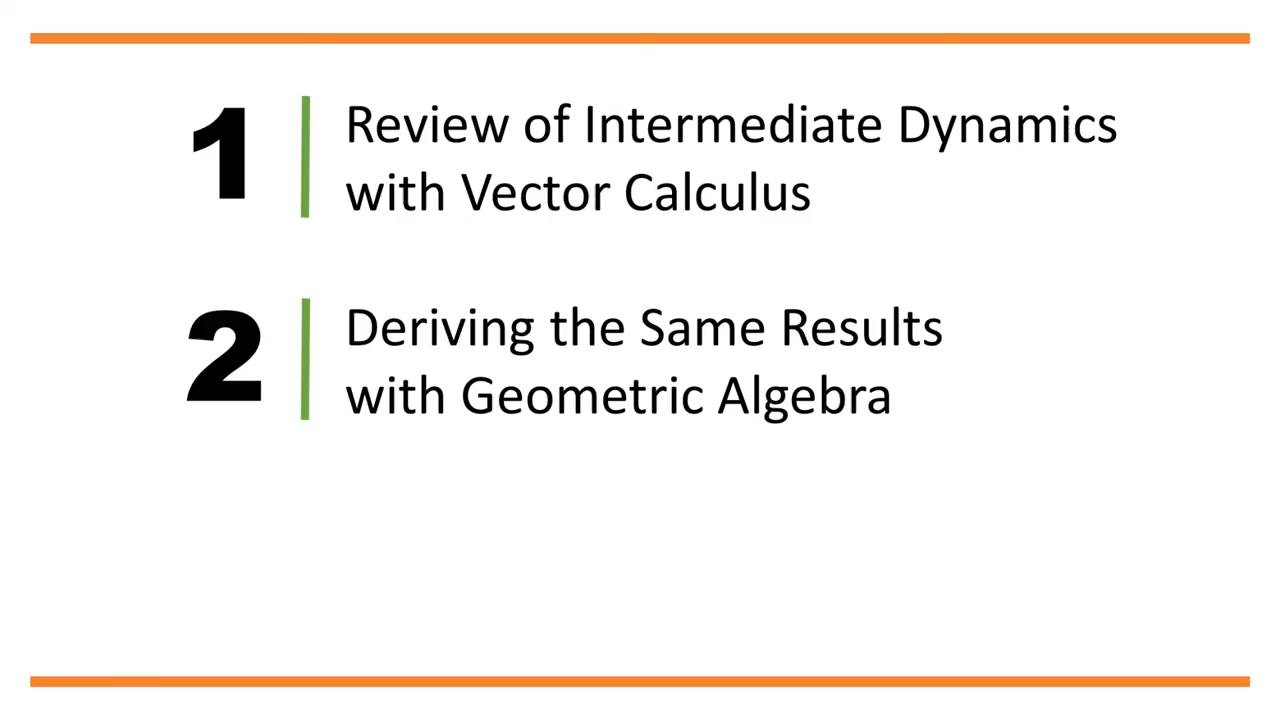 1
Review of Intermediate Dynamics
with Vector Calculus
2
Deriving the Same Results
with Geometric Algebra